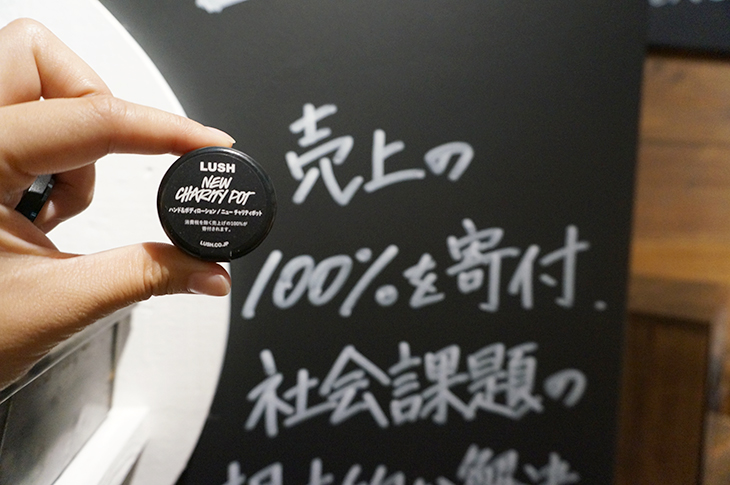 LUSH
NEW
CHARITY POT
ハンド&ボディローション / ニュー チャリティポット
消費税を除く売上げの100%が
寄付されます。
LUSH.CO.JP
売上の
100%を寄付、
社会課題の